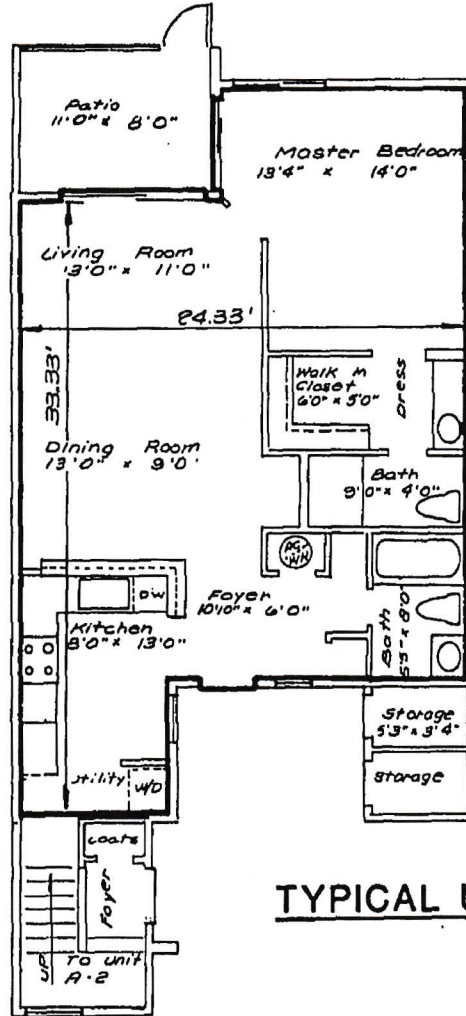 Patio
11'0" x 8'0"
Master Bedroom
13'4" x 14'0"
Living Room
13'0" x 11'0"
24.33'
33.33'
Walk In
Closet
6'0" x 5'0"
Dress
Dining Room
13'0" x 9'0'
Bath
9'0" x 4'0"
D/W
Foyer
10'10" x 6'0"
Kitchen
8'0" x 13'0"
Bath
5'5" x 8'0"
Storage
5'3" x 3'4"
Storage
Utility
W/D
Coats
Foyer
UP
To Unit
A-2
TYPICAL U